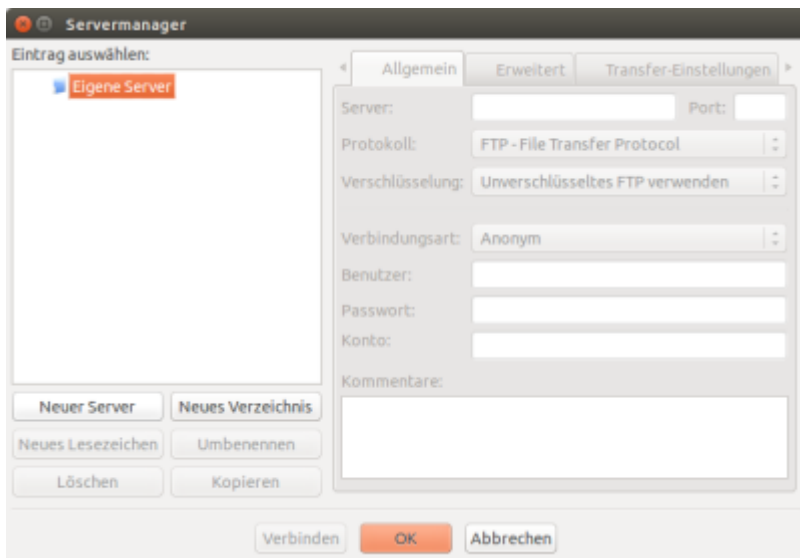 Servermanager
Eintrag auswählen:
Eigene Server
Neuer Server
Neues Verzeichnis
Neues Lesezeichen
Umbenennen
Löschen
Kopieren
Allgemein
Erweitert
Transfer-Einstellungen
Server:
Port:
Protokoll:
FTP - File Transfer Protocol
Verschlüsselung:
Unverschlüsseltes FTP verwenden
Verbindungsart:
Anonym
Benutzer:
Passwort:
Konto:
Kommentare:
Verbinden
OK
Abbrechen